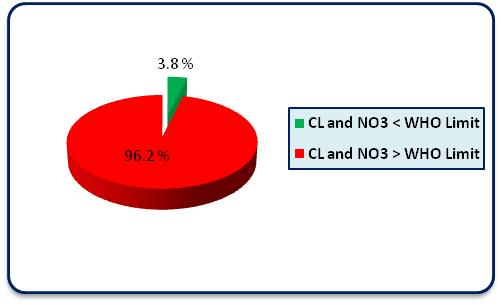 3.8 %
96.2 %
CL and NO3 < WHO Limit
CL and NO3 > WHO Limit